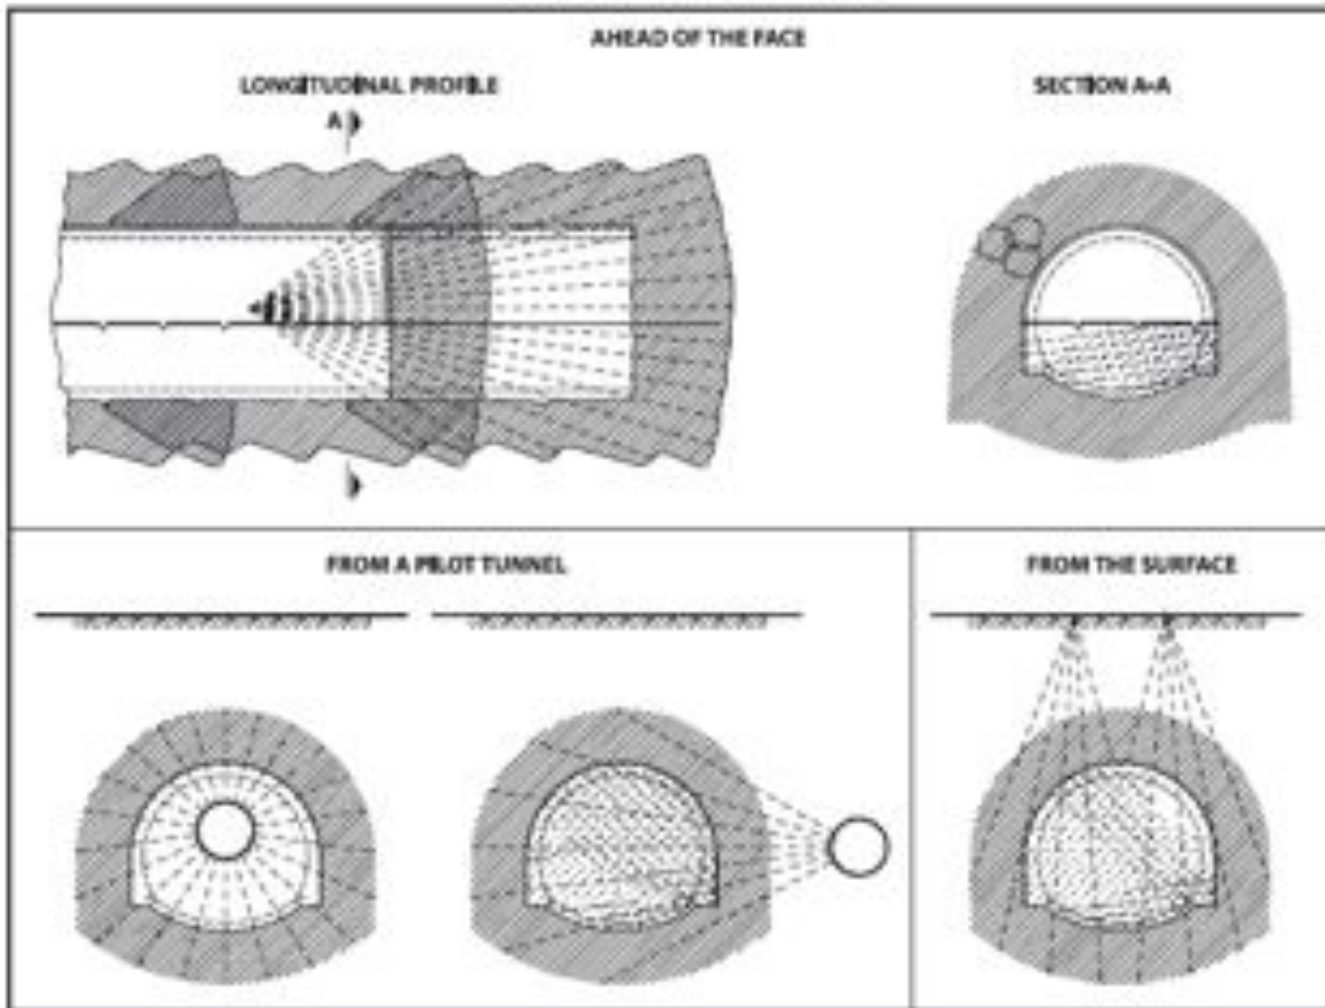 AHEAD OF THE FACE
LONGITUDINAL PROFILE
SECTION A-A
A
FROM A PILOT TUNNEL
FROM THE SURFACE